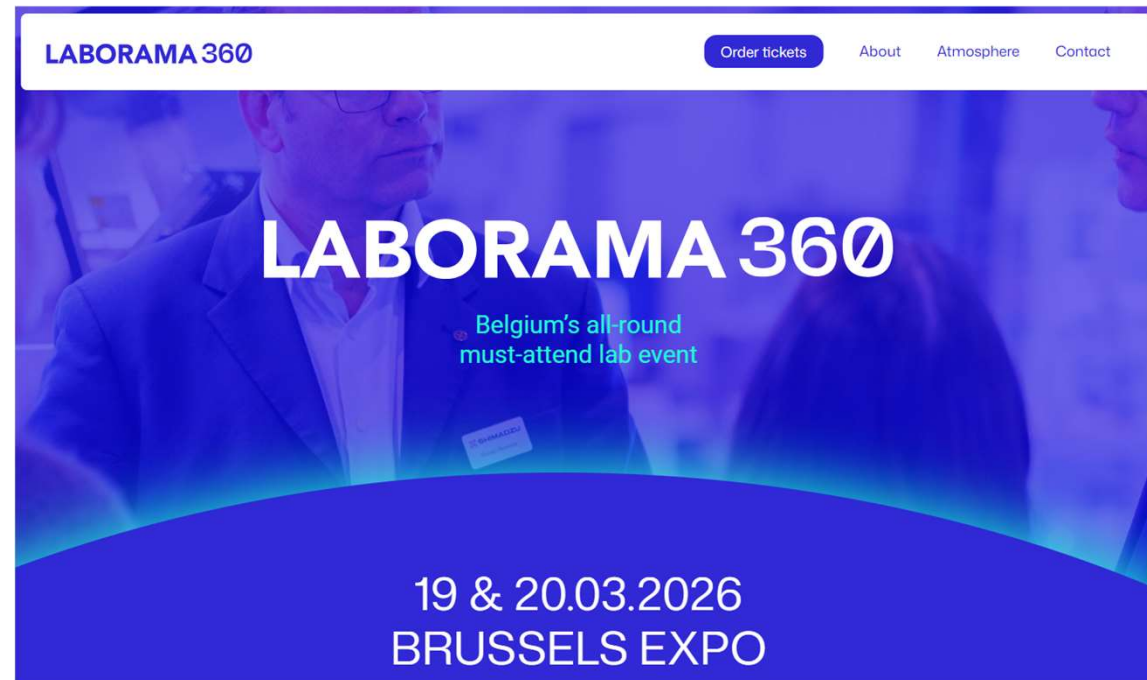 LABORAMA 360
Order tickets
About
Atmosphere
Contact
LABORAMA 360
Belgium's all-round
must-attend lab event
SHIMADZU
19 & 20.03.2026
BRUSSELS EXPO